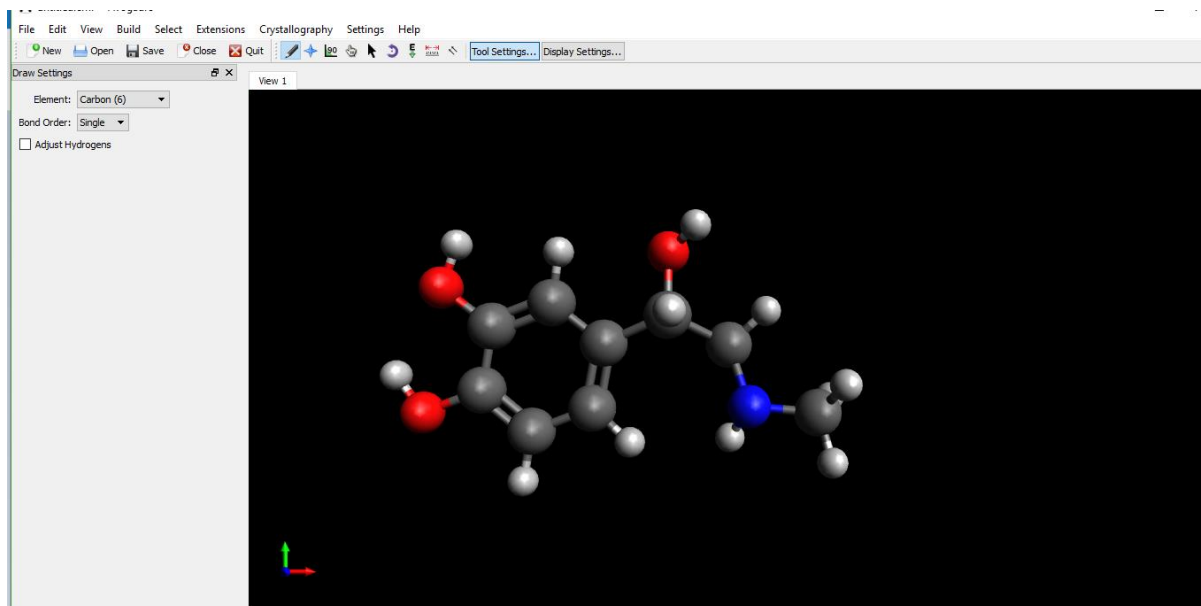 File Edit View Build Select Extensions Crystallography Settings Help
New Open Save Close Quit Tool Settings... Display Settings...
Draw Settings
View 1
Element: Carbon (6)
Bond Order: Single
Adjust Hydrogens